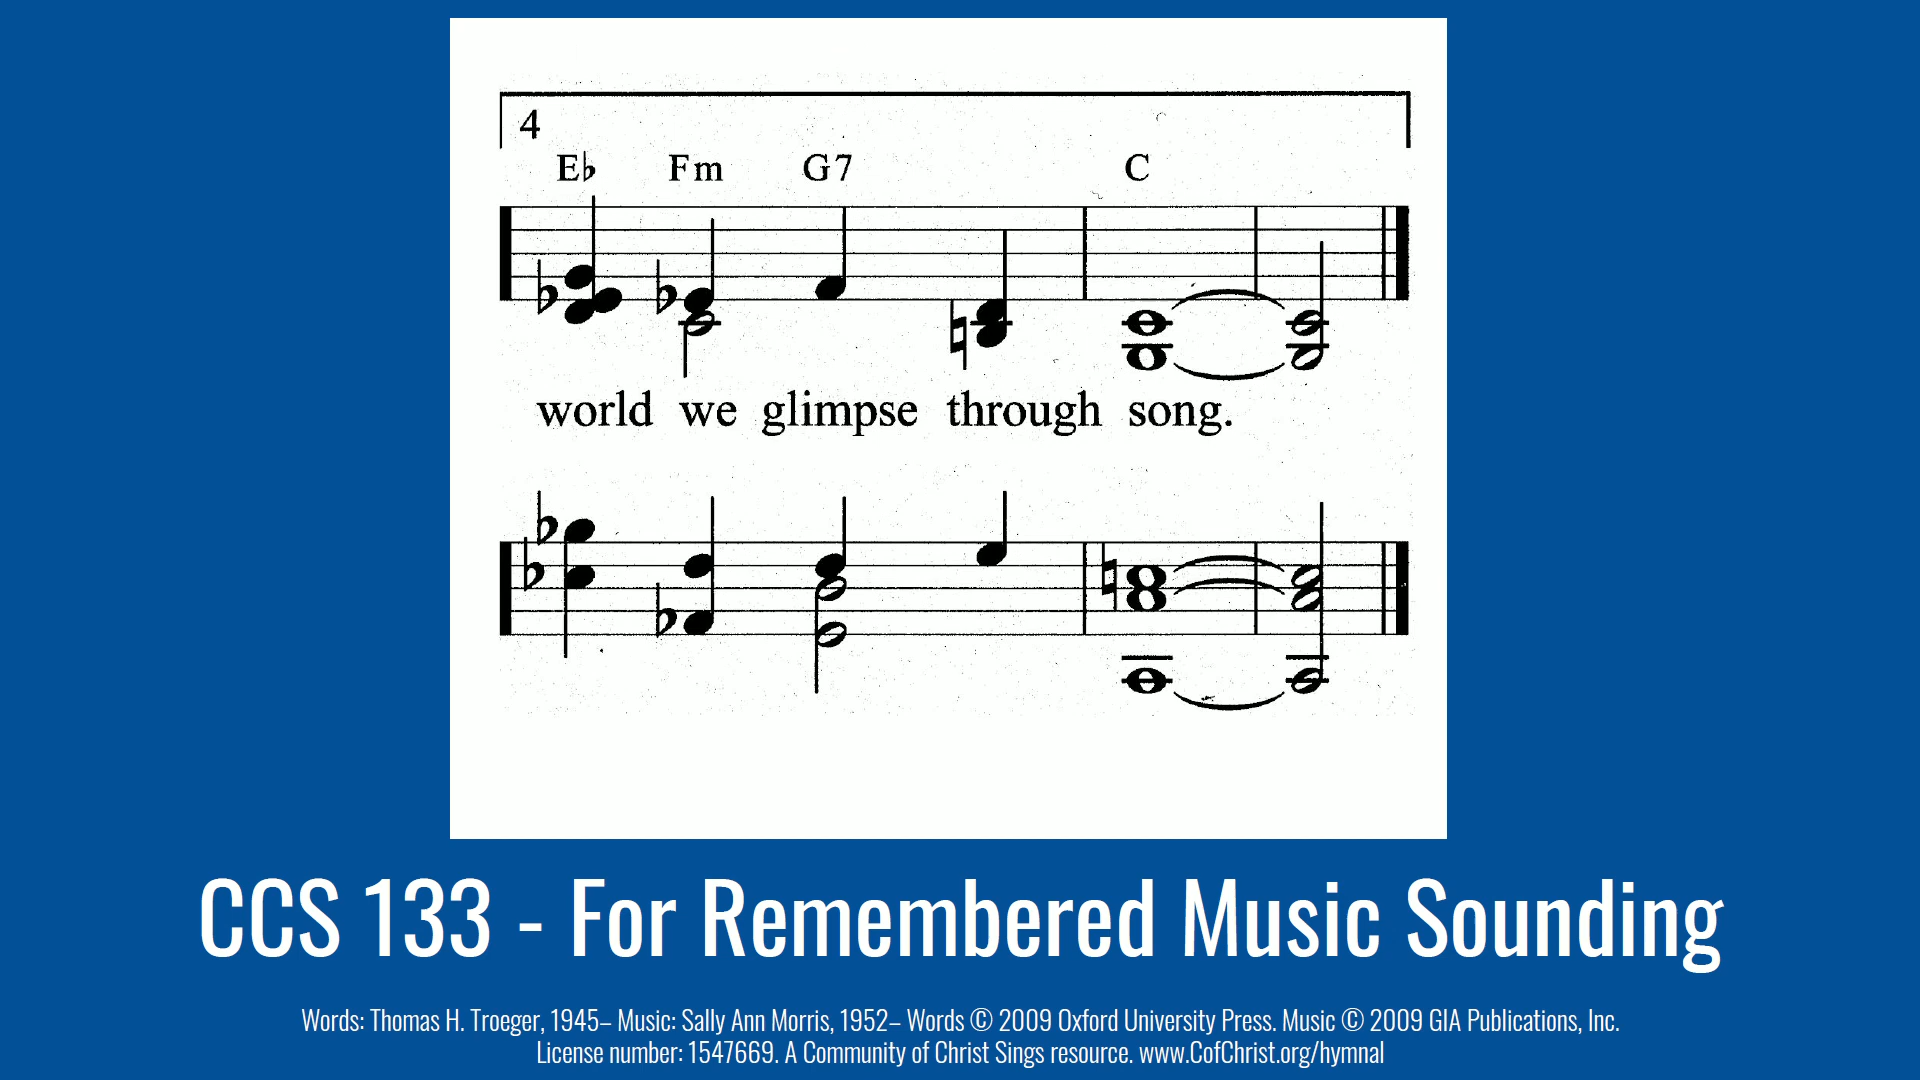 4
E♭ Fm G7 C
world we glimpse through song.
CCS 133 - For Remembered Music Sounding
Words: Thomas H. Troeger, 1945– Music: Sally Ann Morris, 1952– Words © 2009 Oxford University Press. Music © 2009 GIA Publications, Inc.
License number: 1547669. A Community of Christ Sings resource. www.CofChrist.org/hymnal